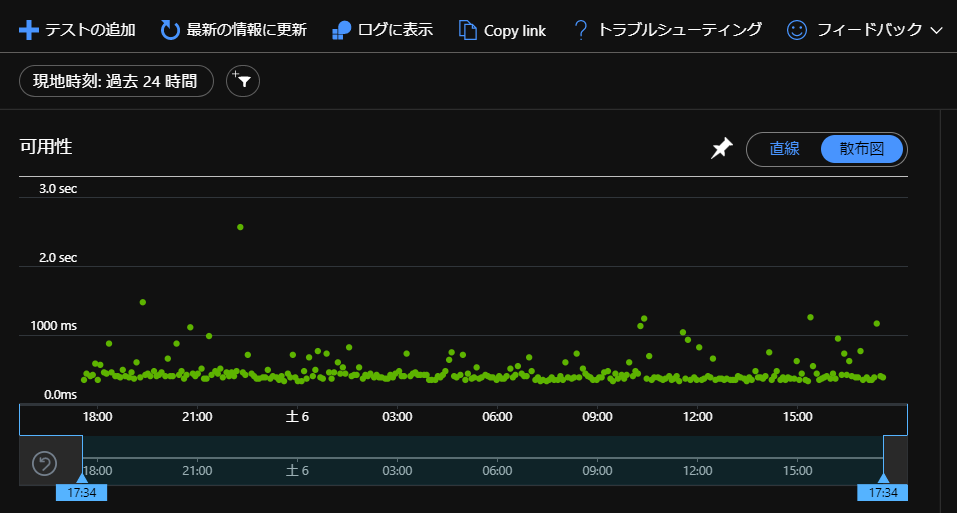 テストの追加 最新の情報に更新 ログに表示 Copy link トラブルシューティング フィードバック
現地時刻: 過去 24 時間
可用性 直線 散布図
3.0 sec
2.0 sec
1000 ms
0.0ms
18:00 21:00 土 6 03:00 06:00 09:00 12:00 15:00
18:00 21:00 土 6 03:00 06:00 09:00 12:00 15:00
17:34 17:34